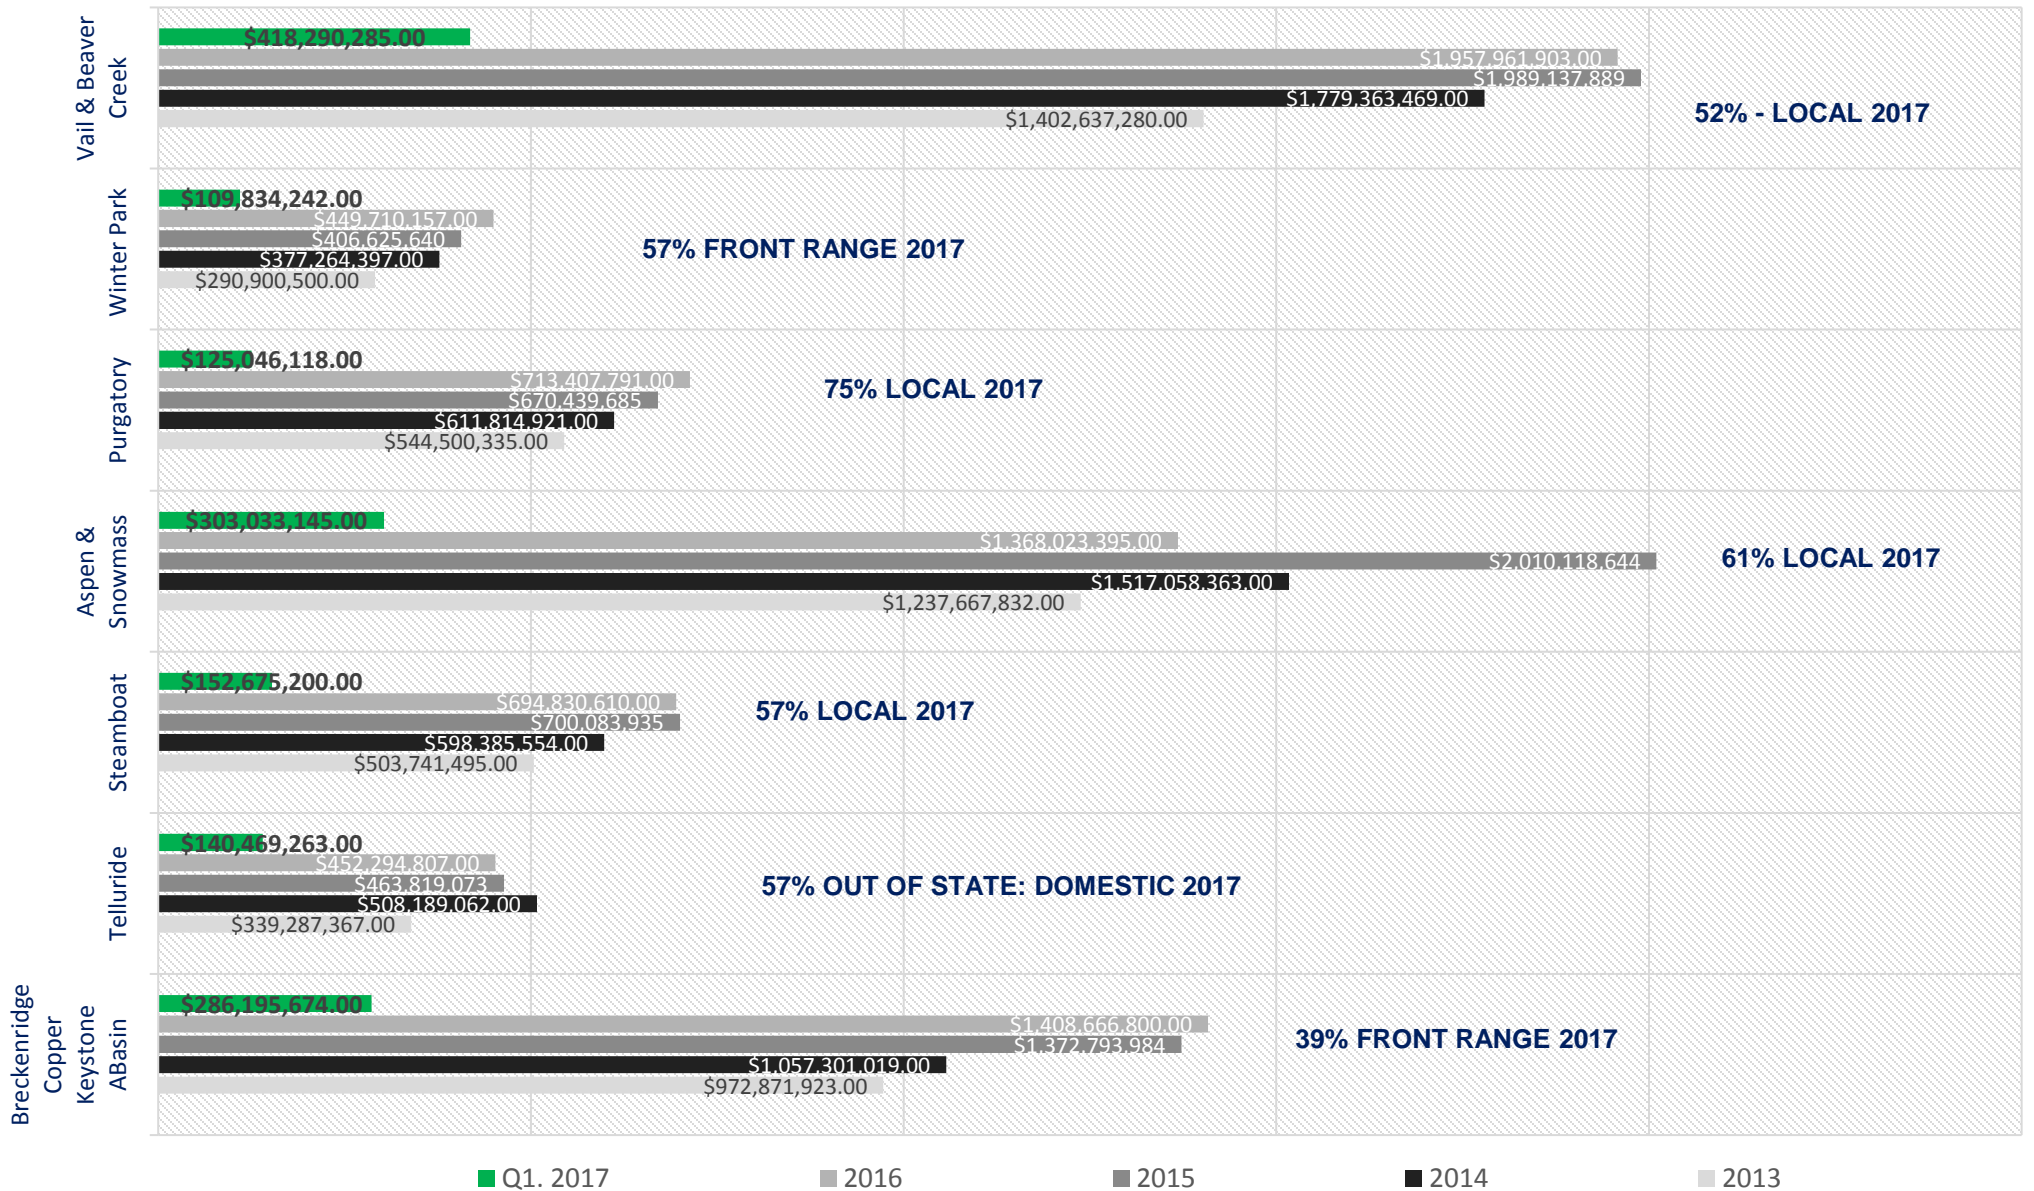 Vail & Beaver
Creek
$418,290,285.00
$1,957,961,903.00
$1,989,137,889
$1,779,363,469.00
$1,402,637,280.00
52% - LOCAL 2017
Winter Park
$109,834,242.00
$449,710,157.00
$406,625,640
$377,264,397.00
$290,900,500.00
57% FRONT RANGE 2017
Purgatory
$125,046,118.00
$713,407,791.00
$670,439,685
$611,814,921.00
$544,500,335.00
75% LOCAL 2017
Aspen &
Snowmass
$303,033,145.00
$1,368,023,395.00
$2,010,118,644
$1,517,058,363.00
$1,237,667,832.00
61% LOCAL 2017
Steamboat
$152,675,200.00
$694,830,610.00
$700,083,935
$598,385,554.00
$503,741,495.00
57% LOCAL 2017
Telluride
$140,469,263.00
$452,294,807.00
$463,819,073
$508,189,062.00
$339,287,367.00
57% OUT OF STATE: DOMESTIC 2017
Breckenridge
Copper
Keystone
ABasin
$286,195,674.00
$1,408,666,800.00
$1,372,793,984
$1,057,301,019.00
$972,871,923.00
39% FRONT RANGE 2017
Q1. 2017
2016
2015
2014
2013